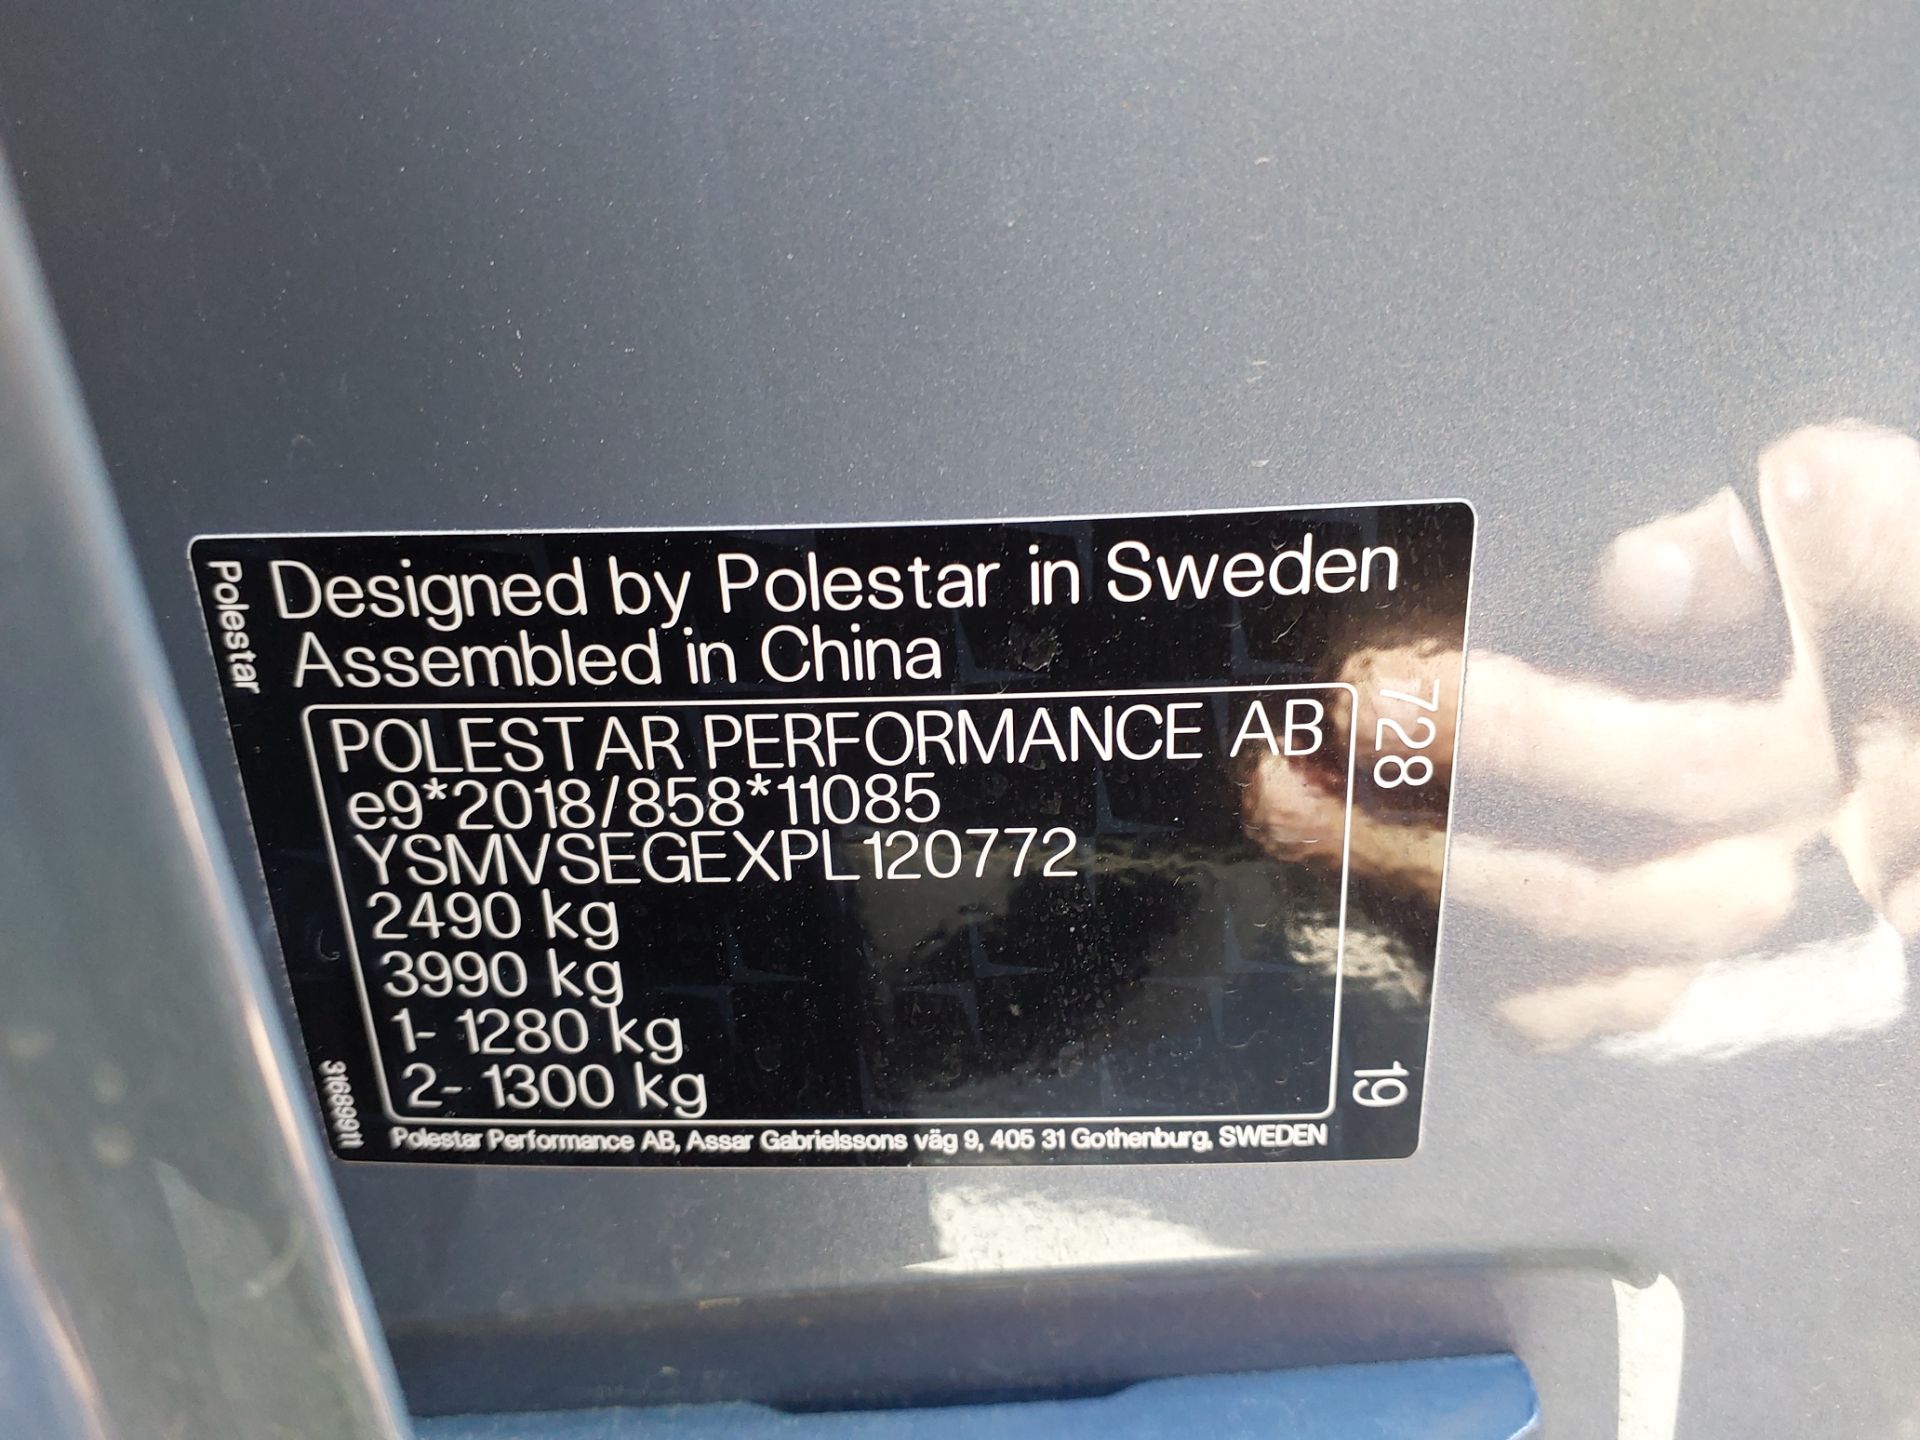 Polestar
Designed by Polestar in Sweden
Assembled in China
POLESTAR PERFORMANCE AB
e9*2018/858*11085
YSMVSEGEXPL120772
2490 kg
3990 kg
1- 1280 kg
2- 1300 kg
728
19
31689911
Polestar Performance AB, Assar Gabrielssons väg 9, 405 31 Gothenburg, SWEDEN